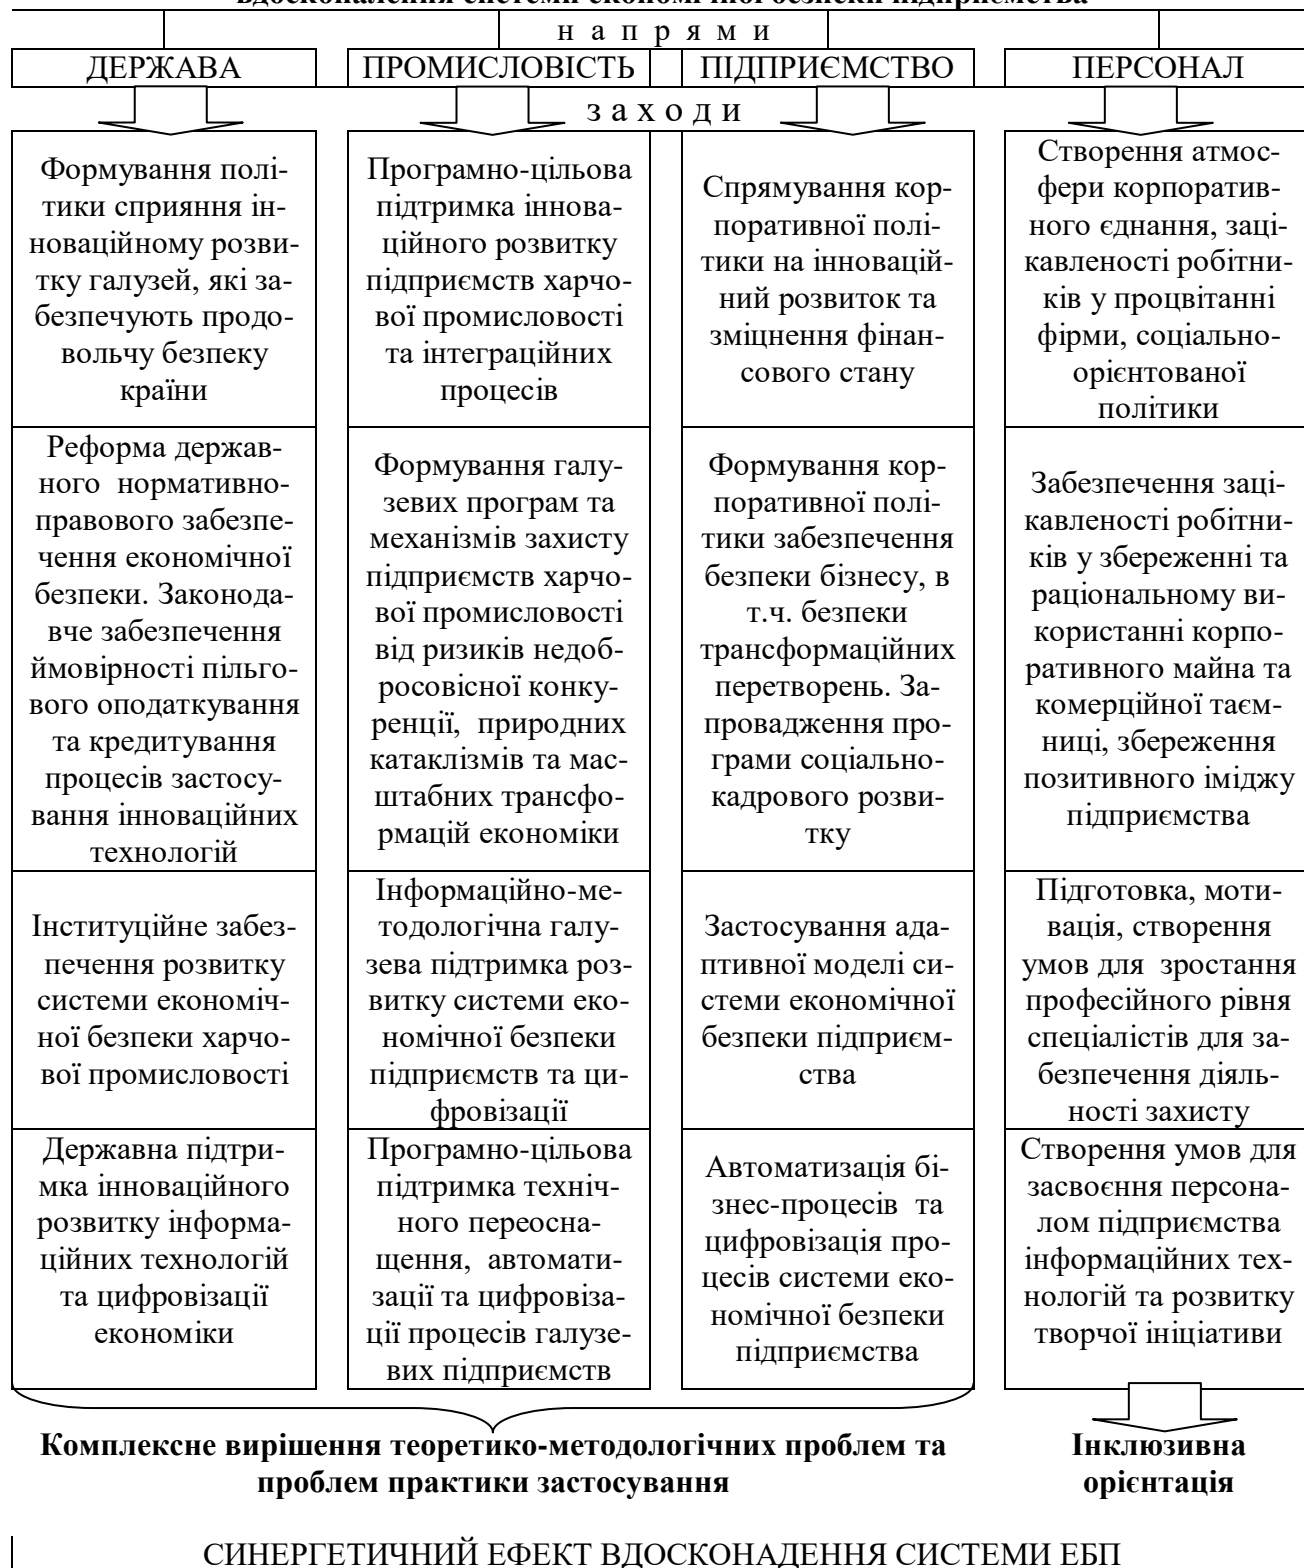 вдосконалення системи економічної безпеки підприємства
н а п р я м и
ДЕРЖАВА
ПРОМИСЛОВІСТЬ
ПІДПРИЄМСТВО
ПЕРСОНАЛ
з а х о д и
Формування полі-
тики сприяння ін-
новаційному розви-
тку галузей, які за-
безпечують продо-
вольчу безпеку
країни
Програмно-цільова
підтримка іннова-
ційного розвитку
підприємств харчо-
вої промисловості
та інтеграційних
процесів
Спрямування кор-
поративної полі-
тики на інновацій-
ний розвиток та
зміцнення фінан-
сового стану
Створення атмос-
фери корпоратив-
ного єднання, заці-
кавленості робітни-
ків у процвітанні
фірми, соціально-
орієнтованої
політики
Реформа держав-
ного нормативно-
правового забезпе-
чення економічної
безпеки. Законода-
вче забезпечення
ймовірності пільго-
вого оподаткування
та кредитування
процесів застосу-
вання інноваційних
технологій
Формування галу-
зевих програм та
механізмів захисту
підприємств харчо-
вої промисловості
від ризиків недоб-
росовісної конку-
ренції, природних
катаклізмів та мас-
штабних трансфо-
рмацій економіки
Формування кор-
поративної полі-
тики забезпечення
безпеки бізнесу, в
т.ч. безпеки
трансформаційних
перетворень. За-
провадження про-
грами соціально-
кадрового розви-
тку
Забезпечення заці-
кавленості робітни-
ків у збереженні та
раціональному ви-
користанні корпо-
ративного майна та
комерційної таєм-
ниці, збереження
позитивного іміджу
підприємства
Інституційне забез-
печення розвитку
системи економіч-
ної безпеки харчо-
вої промисловості
Інформаційно-ме-
тодологічна галу-
зева підтримка роз-
витку системи еко-
номічної безпеки
підприємств та ци-
фровізації
Застосування ада-
птивної моделі си-
стеми економічної
безпеки підприєм-
ства
Підготовка, моти-
вація, створення
умов для зростання
професійного рівня
спеціалістів для за-
безпечення діяль-
ності захисту
Державна підтри-
мка інноваційного
розвитку інформа-
ційних технологій
та цифровізації
економіки
Програмно-цільова
підтримка техніч-
ного переосна-
щення, автомати-
зації та цифровіза-
ції процесів галузе-
вих підприємств
Автоматизація бі-
знес-процесів та
цифровізація про-
цесів системи еко-
номічної безпеки
підприємства
Створення умов для
засвоєння персона-
лом підприємства
інформаційних тех-
нологій та розвитку
творчої ініціативи
Комплексне вирішення теоретико-методологічних проблем та
проблем практики застосування
Інклюзивна
орієнтація
СИНЕРГЕТИЧНИЙ ЕФЕКТ ВДОСКОНАДЕННЯ СИСТЕМИ ЕБП